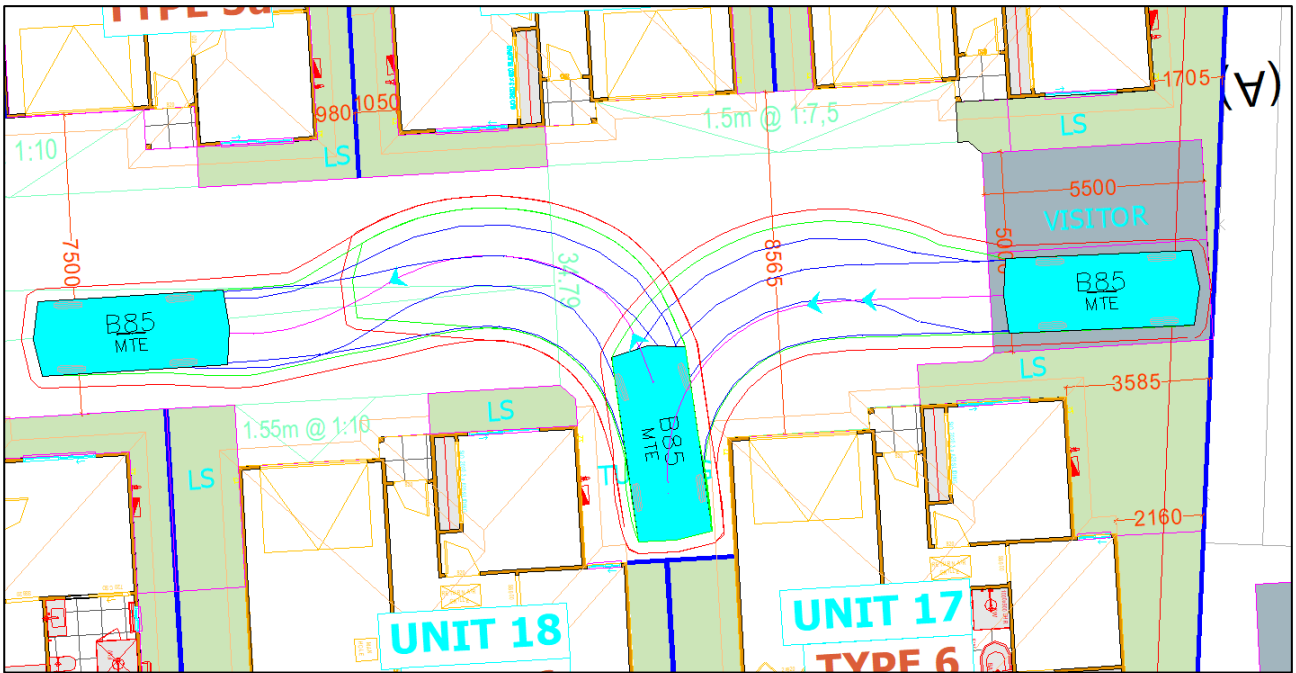 TYPE 3a
1705
(A)
980
1050
1.5m @ 1:7,5
LS
1:10
LS
5500
VISITOR
7500
34.79
8565
B85
MTE
B85
MTE
LS
3585
LS
1.55m @ 1:10
B85
MTE
LS
2160
UNIT 18
UNIT 17
TYPE 6